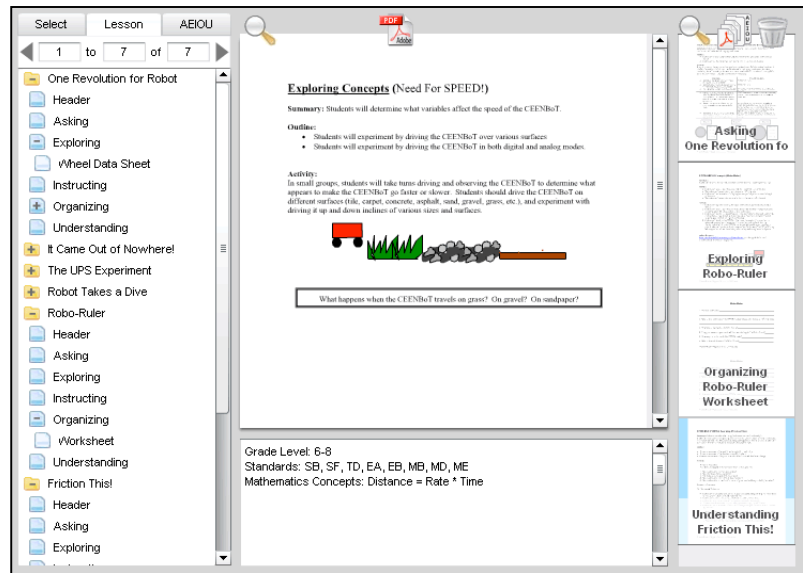 Select Lesson AEIOU
1 to 7 of 7
One Revolution for Robot
Header
Asking
Exploring
Wheel Data Sheet
Instructing
Organizing
Understanding
It Came Out of Nowhere!
The UPS Experiment
Robot Takes a Dive
Robo-Ruler
Header
Asking
Exploring
Instructing
Organizing
Worksheet
Understanding
Friction This!
Header
Asking
Exploring
PDF
Adobe
Exploring Concepts (Need For SPEED!)
Summary: Students will determine what variables affect the speed of the CEENBoT.
Outline:
• Students will experiment by driving the CEENBoT over various surfaces
• Students will experiment by driving the CEENBoT in both digital and analog modes.
Activity:
In small groups, students will take turns driving and observing the CEENBoT to determine what
appears to make the CEENBoT go faster or slower. Students should drive the CEENBoT on
different surfaces (tile, carpet, concrete, asphalt, sand, gravel, grass, etc.), and experiment with
driving it up and down inclines of various sizes and surfaces.
What happens when the CEENBoT travels on grass? On gravel? On sandpaper?
Grade Level: 6-8
Standards: SB, SF, TD, EA, EB, MB, MD, ME
Mathematics Concepts: Distance = Rate * Time
AEIOU
Asking
One Revolution fo
Exploring
Robo-Ruler
Organizing
Robo-Ruler
Worksheet
Understanding
Friction This!